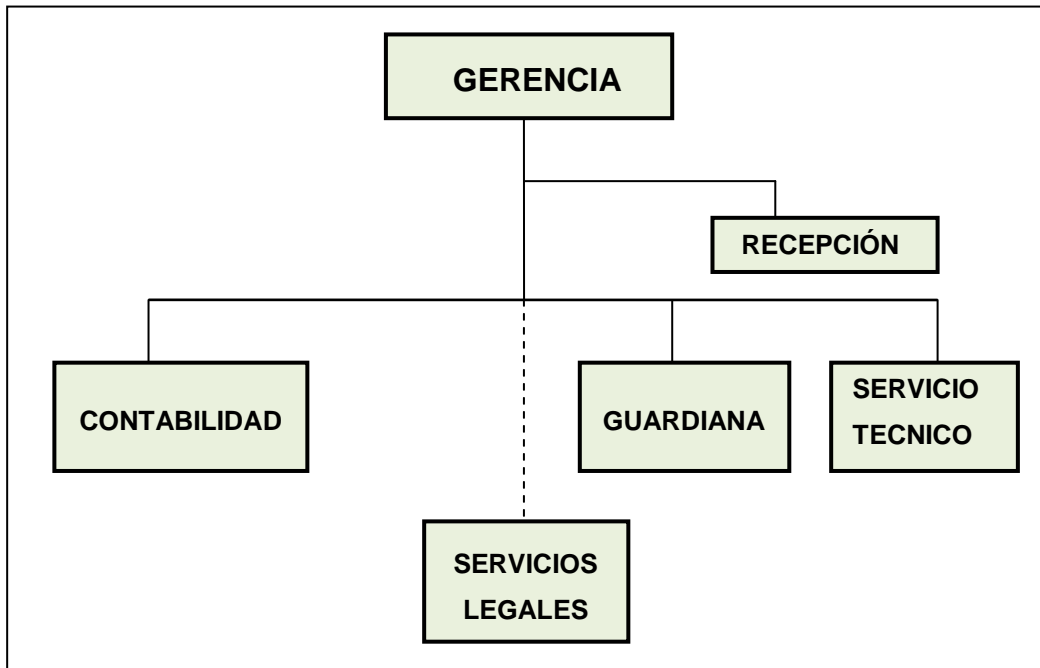 GERENCIA
RECEPCIÓN
CONTABILIDAD
GUARDIANA
SERVICIO
TECNICO
SERVICIOS
LEGALES